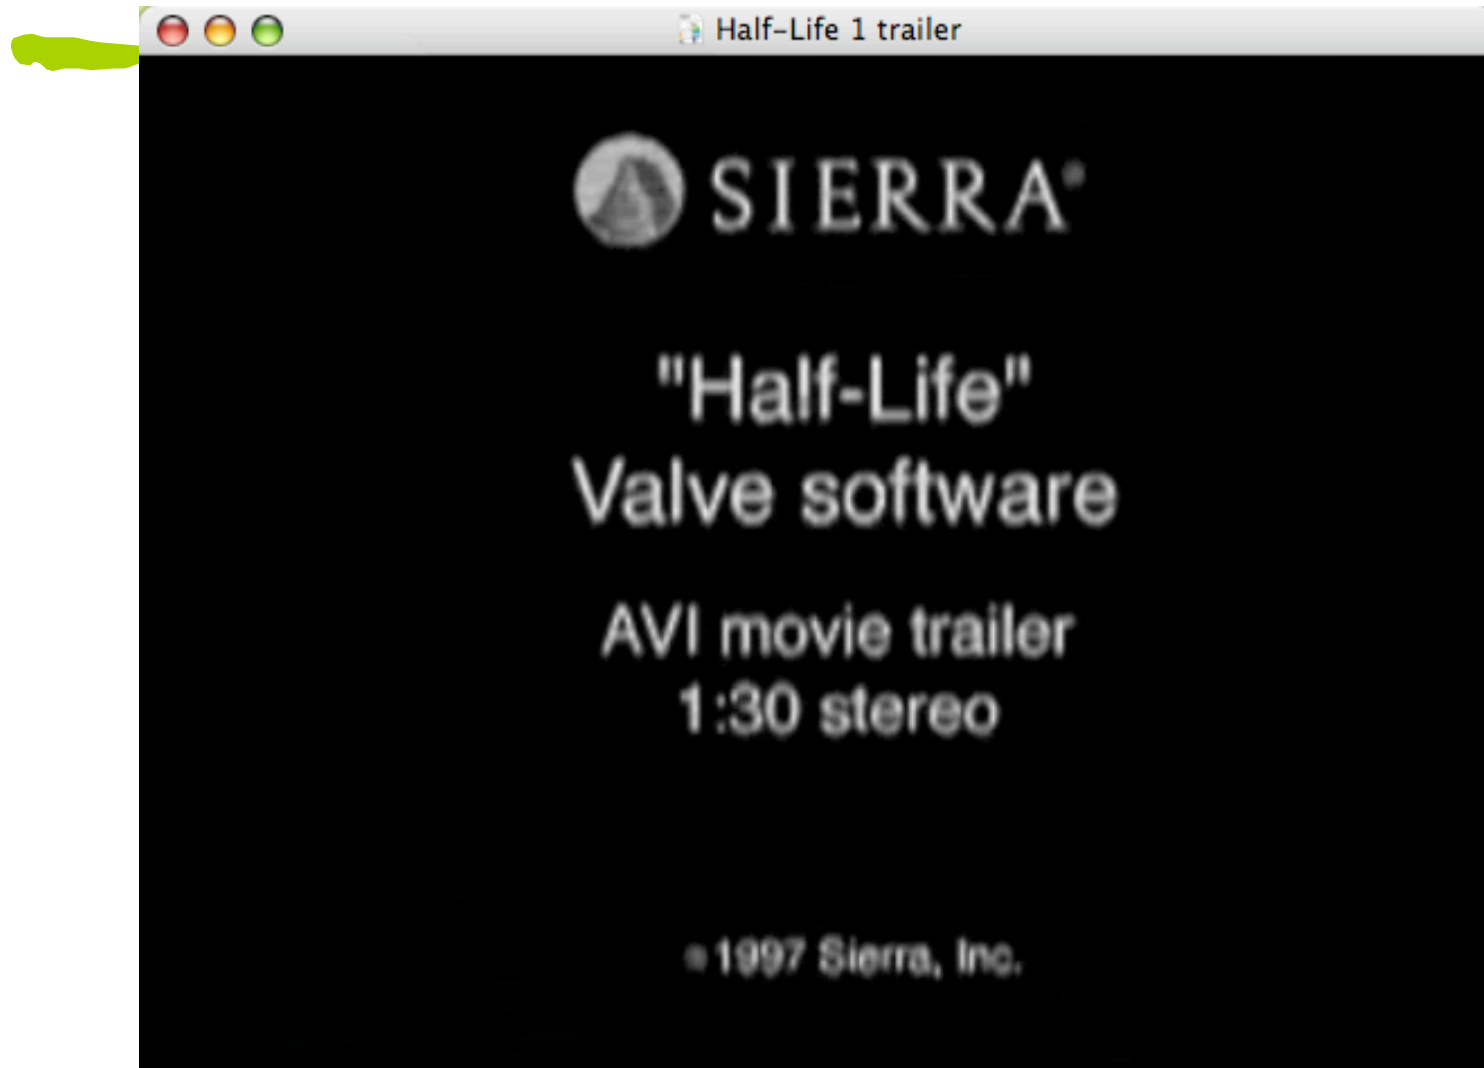 Half-Life 1 trailer
SIERRA
"Half-Life"
Valve software
AVI movie trailer
1:30 stereo
1997 Sierra, Inc.